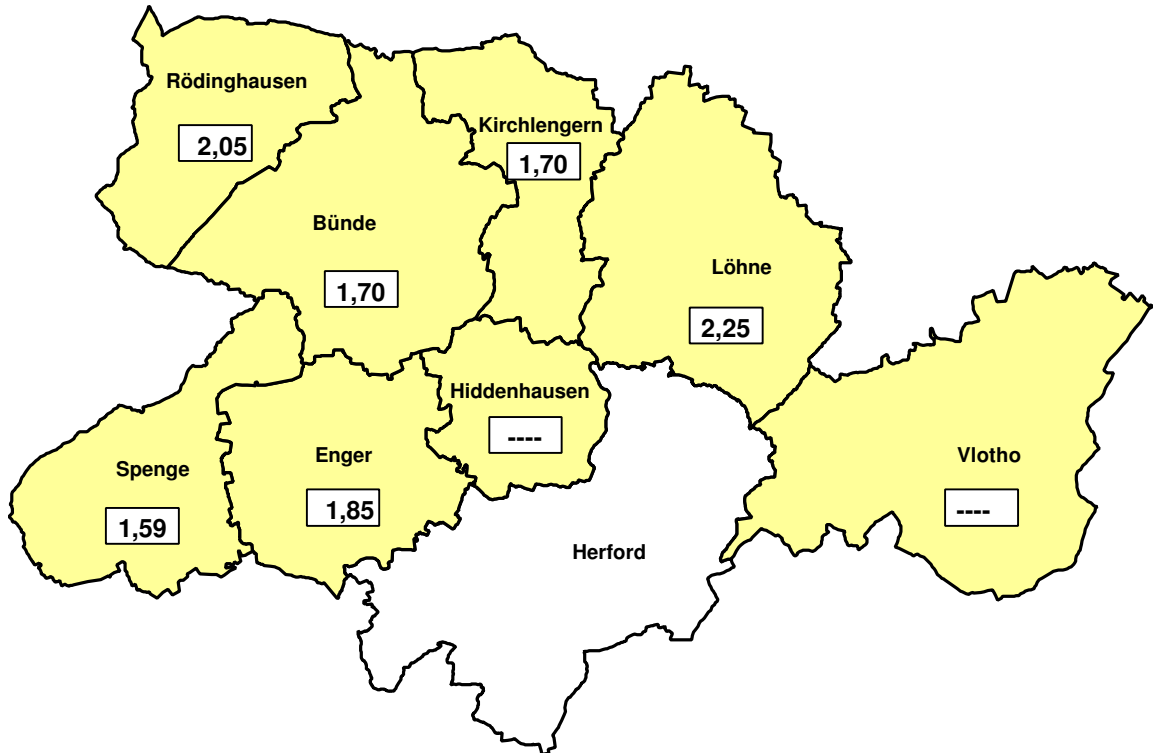 Rödinghausen
2,05
Kirchlengern
1,70
Bünde
1,70
Löhne
2,25
Hiddenhausen
----
Spenge
1,59
Enger
1,85
Vlotho
----
Herford